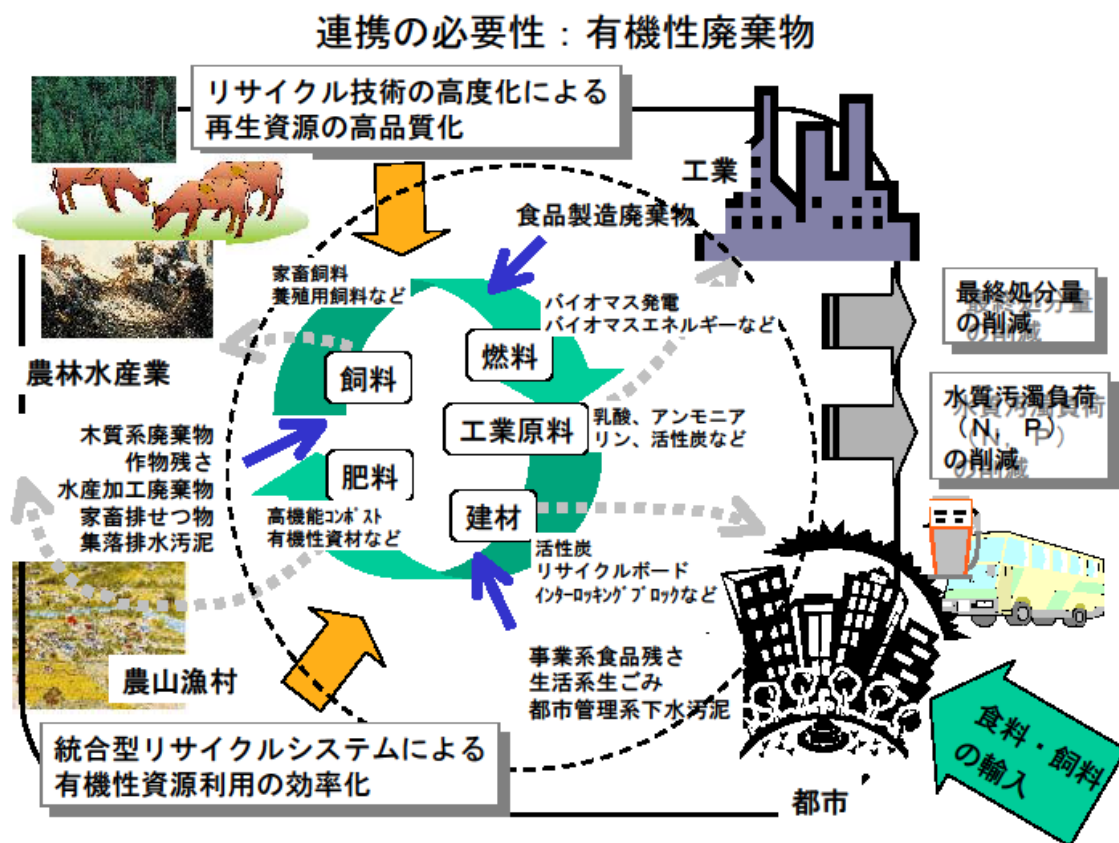 連携の必要性：有機性廃棄物
リサイクル技術の高度化による
再生資源の高品質化
工業
食品製造廃棄物
家畜飼料
養殖用飼料など
バイオマス発電
バイオマスエネルギーなど
最終処分量
の削減
農林水産業
飼料
燃料
水質汚濁負荷
（N, P）
の削減
工業原料
乳酸、アンモニア
リン、活性炭など
木質系廃棄物
作物残さ
水産加工廃棄物
家畜排せつ物
集落排水汚泥
肥料
建材
高機能ｺﾝﾎﾟｽﾄ
有機性資材など
活性炭
リサイクルボード
ｲﾝﾀｰﾛｯｷﾝｸﾞﾌﾞﾛｯｸなど
農山漁村
事業系食品残さ
生活系生ごみ
都市管理系下水汚泥
統合型リサイクルシステムによる
有機性資源利用の効率化
都市
食料・飼料
の輸入